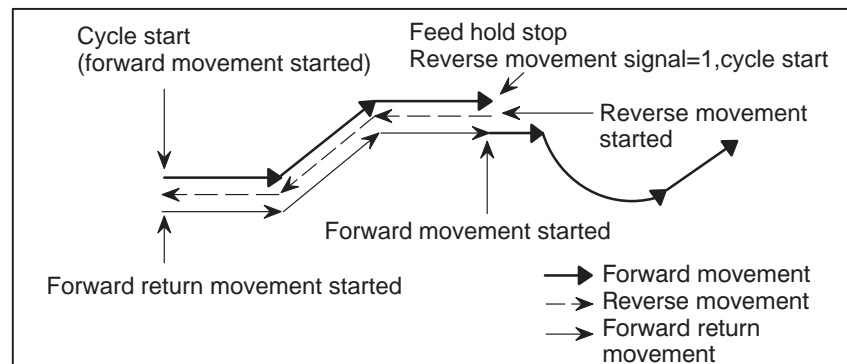 Cycle start
(forward movement started)
Feed hold stop
Reverse movement signal=1,cycle start
Reverse movement
started
Forward movement started
Forward return movement started
Forward movement
Reverse movement
Forward return
movement